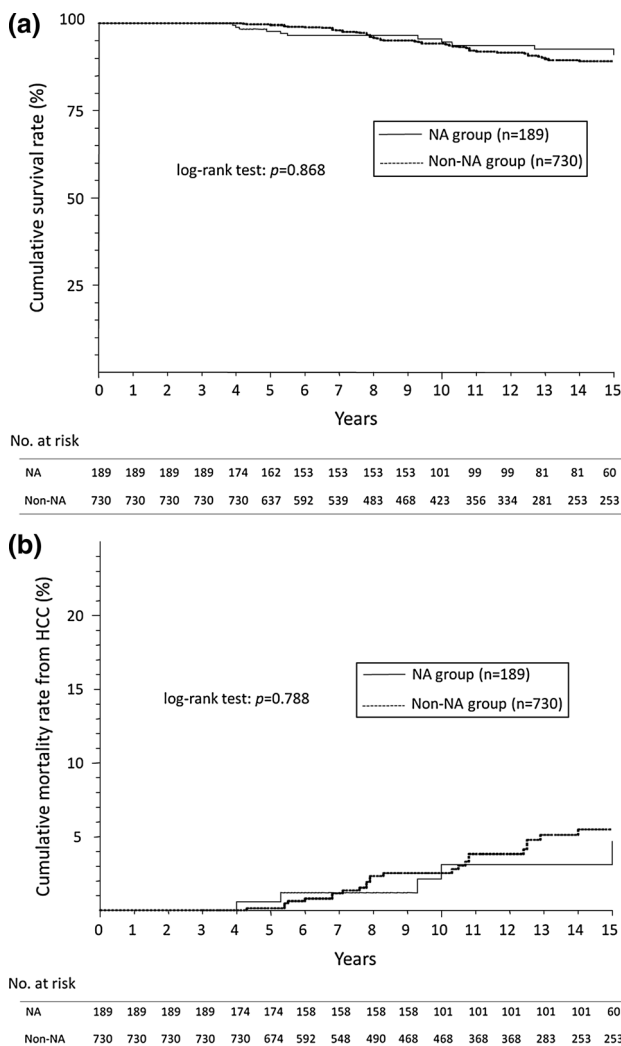 (a)
100
75
50
25
Cumulative survival rate (%)
NA group (n=189)
Non-NA group (n=730)
log-rank test: p=0.868
0 1 2 3 4 5 6 7 8 9 10 11 12 13 14 15
Years
No. at risk
NA 189 189 189 189 174 162 153 153 153 153 101 99 99 81 81 60
Non-NA 730 730 730 730 730 637 592 539 483 468 423 356 334 281 253 253
(b)
20
15
10
5
Cumulative mortality rate from HCC (%)
NA group (n=189)
Non-NA group (n=730)
log-rank test: p=0.788
0 1 2 3 4 5 6 7 8 9 10 11 12 13 14 15
Years
No. at risk
NA 189 189 189 189 174 174 158 158 158 158 101 101 101 101 101 60
Non-NA 730 730 730 730 730 674 592 548 490 468 468 368 368 283 253 253